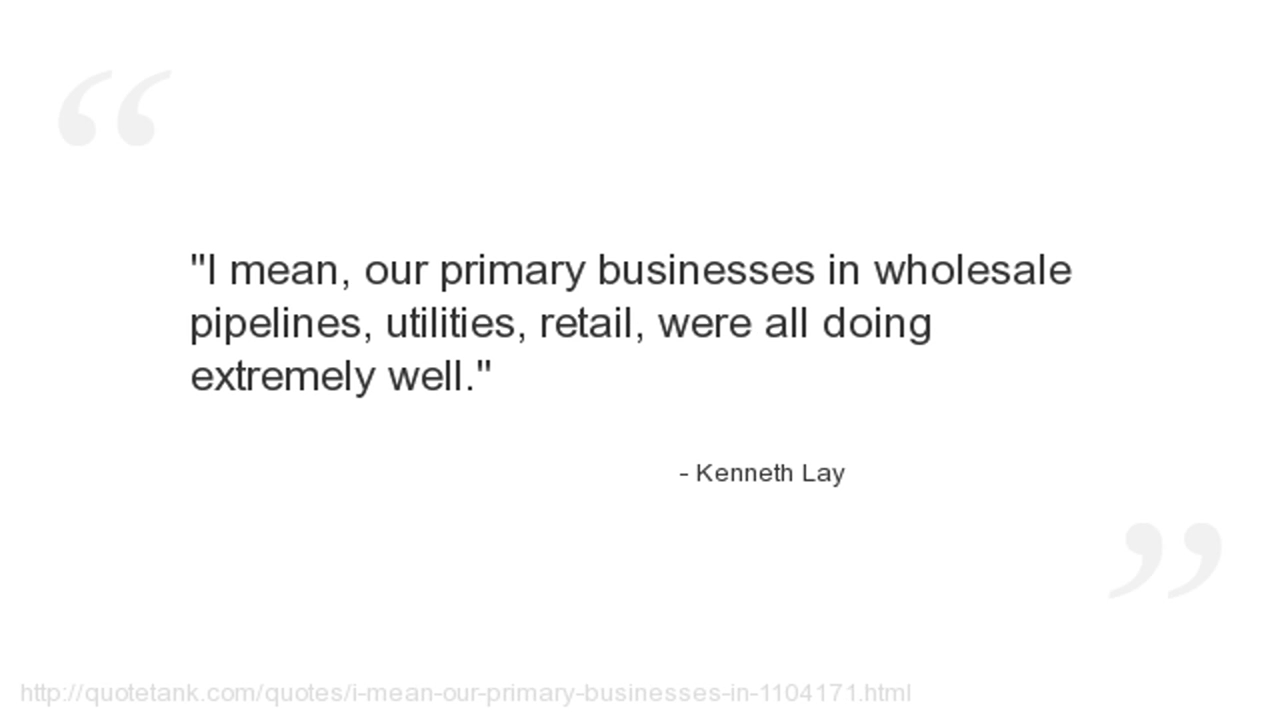 "I mean, our primary businesses in wholesale
pipelines, utilities, retail, were all doing
extremely well."
- Kenneth Lay
http://quotetank.com/quotes/i-mean-our-primary-businesses-in-1104171.html